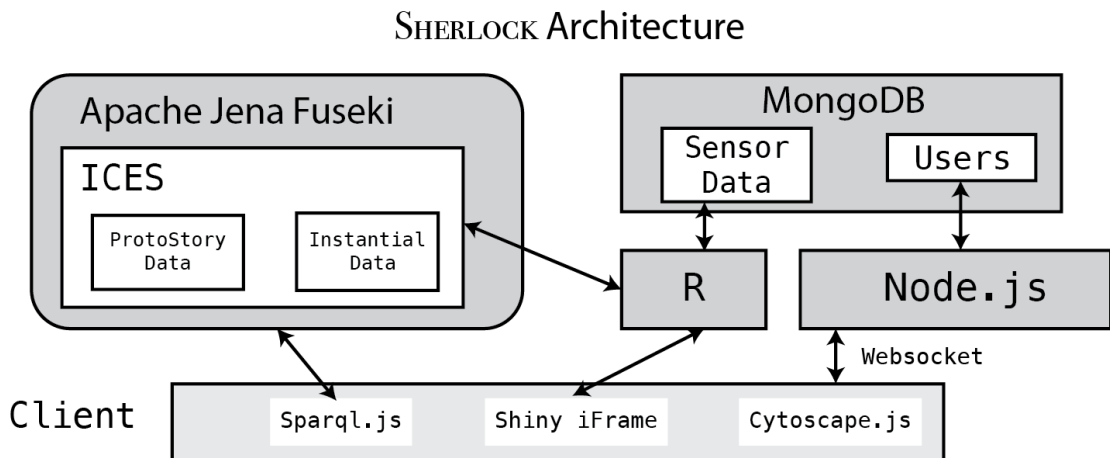 SHERLOCK Architecture
Apache Jena Fuseki
MongoDB
ICES
ProtoStory
Data
Instantial
Data
Sensor
Data
Users
R
Node.js
Websocket
Client
Sparql.js
Shiny iFrame
Cytoscape.js